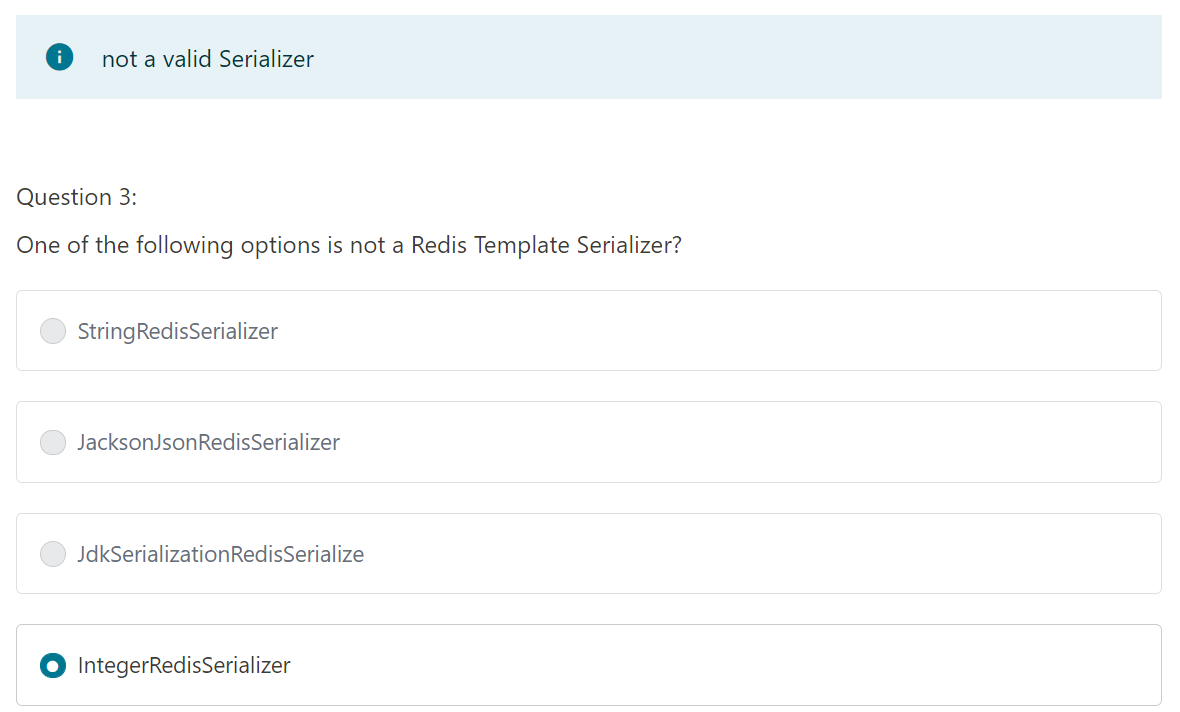 not a valid Serializer
Question 3:
One of the following options is not a Redis Template Serializer?
StringRedisSerializer
JacksonJsonRedisSerializer
JdkSerializationRedisSerialize
IntegerRedisSerializer